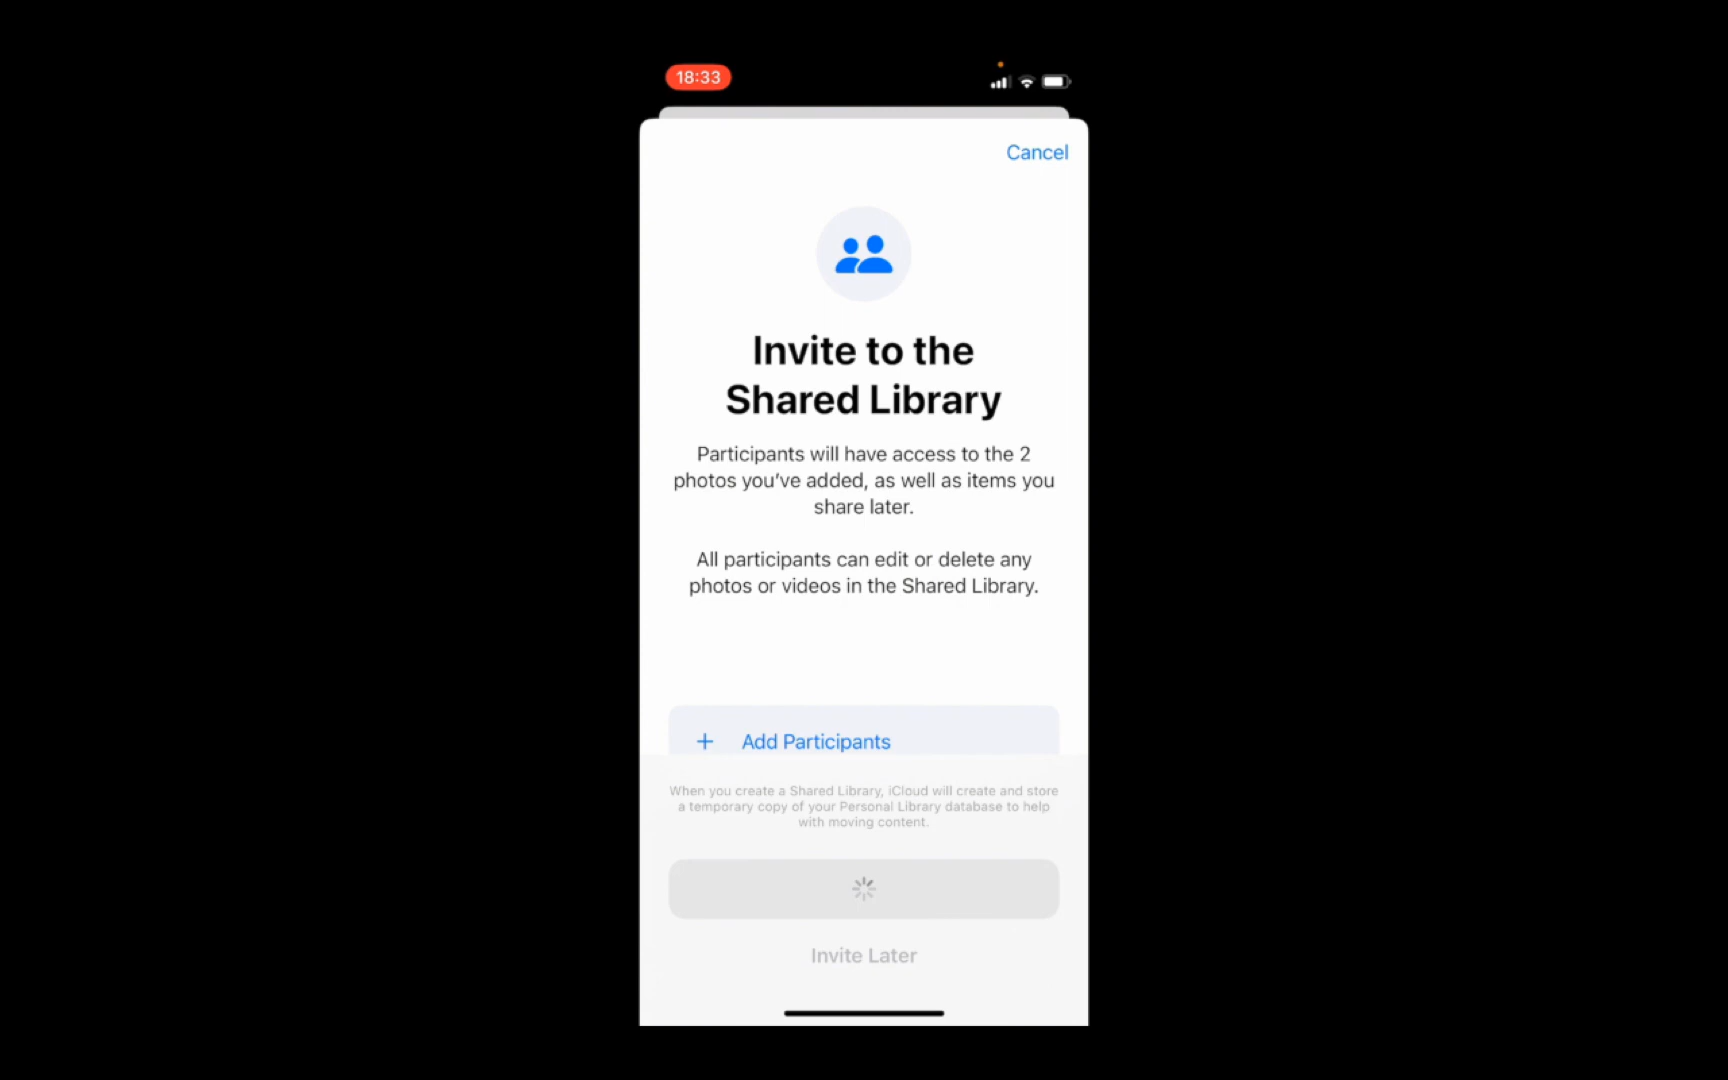 18:33
Cancel
Invite to the
Shared Library
Participants will have access to the 2
photos you've added, as well as items you
share later.
All participants can edit or delete any
photos or videos in the Shared Library.
+ Add Participants
When you create a Shared Library, iCloud will create and store
a temporary copy of your Personal Library database to help
with moving content.
Invite Later